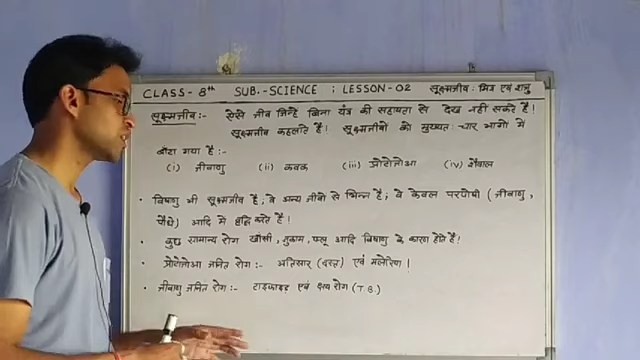 CLASS - 8th SUB.-SCIENCE : LESSON-02 सूक्ष्मजीव: मित्र एवं शत्रु
सूक्ष्मजीव:- ऐसे जीव जिन्हें बिना यंत्र की सहायता से देख नहीं सकते हैं!
सूक्ष्मजीव कहलाते हैं! सूक्ष्मजीवों को मुख्यतः चार भागों में
बाँटा गया है:-
(i) जीवाणु (ii) कवक (iii) प्रोटोजोआ (iv) शैवाल
• विषाणु भी सूक्ष्मजीव हैं, वे अन्य जीवों से भिन्न हैं; वे केवल परपोषी (जीवाणु,
पौधे) आदि में वृद्धि करते हैं!
• कुछ सामान्य रोग खाँसी, जुकाम, फ्लू आदि विषाणु के कारण होते हैं!
• प्रोटोजोआ जनित रोग:- अतिसार (दस्त) एवं मलेरिया!
• जीवाणु जनित रोग:- टाइफाइड एवं क्षय रोग (T.B.)